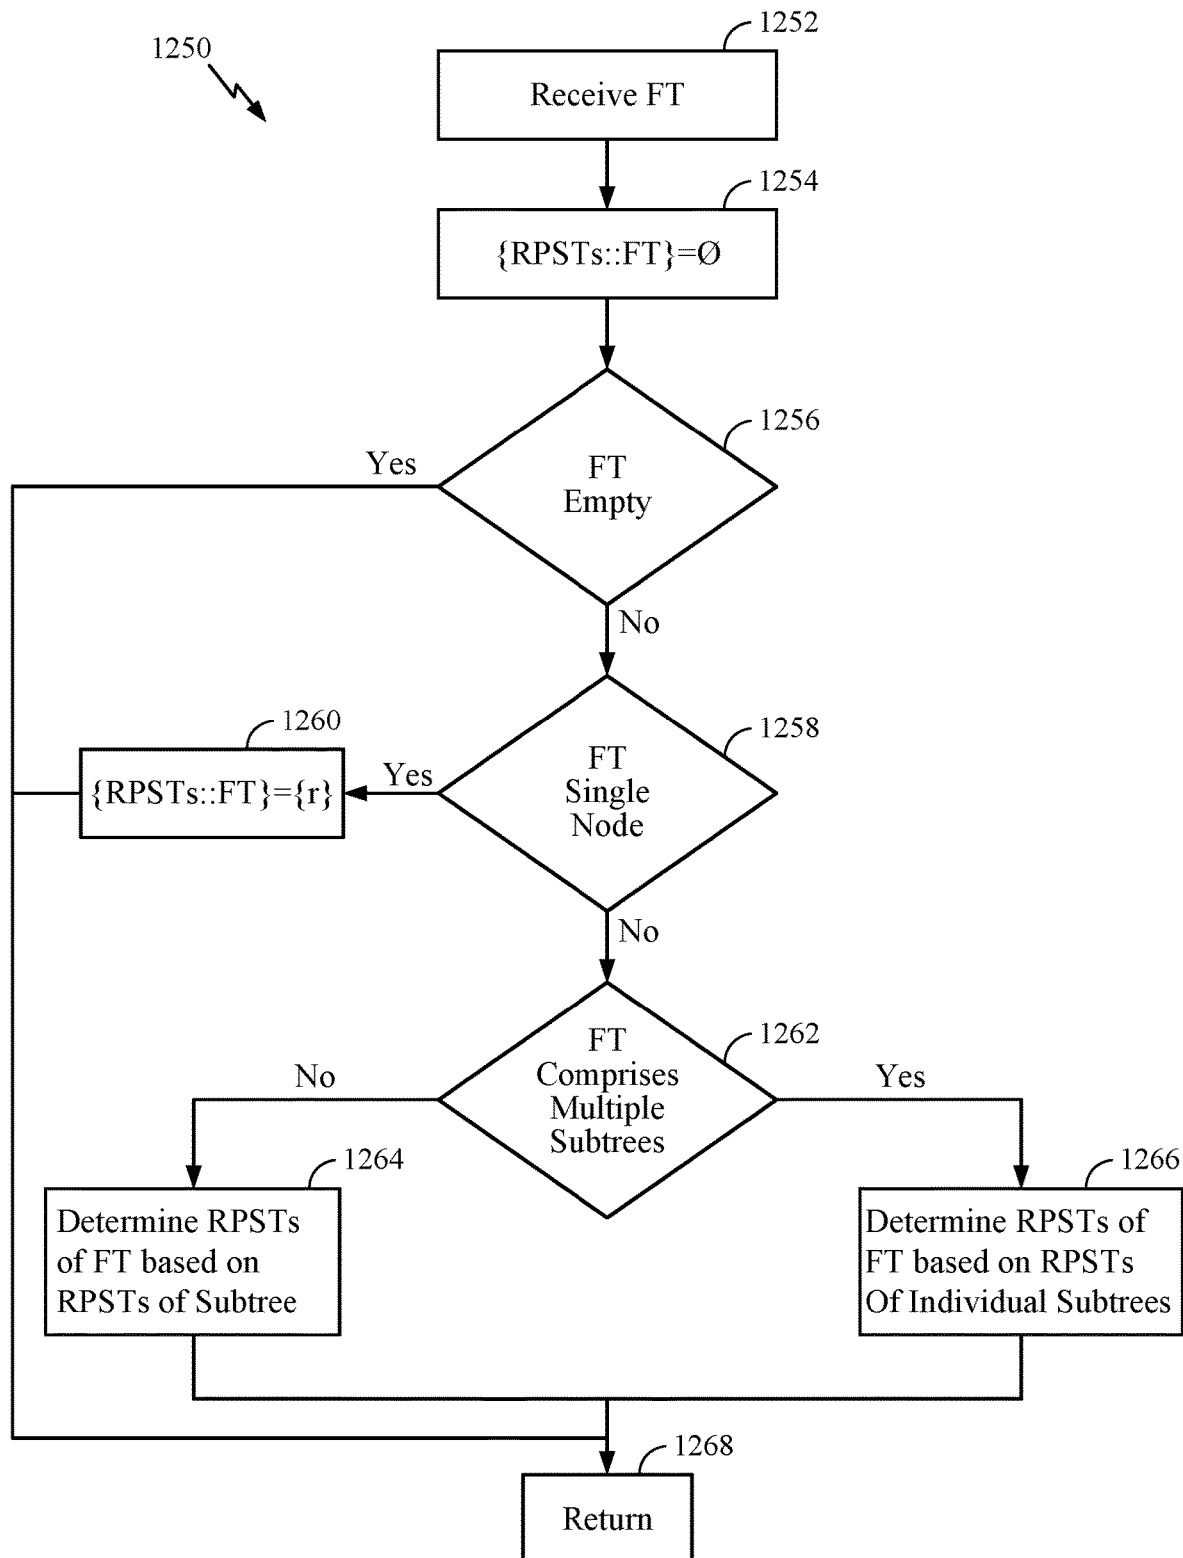 1250
1252
Receive FT
1254
{RPSTs::FT}=Ø
1256
FT
Empty
Yes
No
1258
FT
Single
Node
Yes
1260
{RPSTs::FT}={r}
No
1262
FT
Comprises
Multiple
Subtrees
No
Yes
1264
Determine RPSTs
of FT based on
RPSTs of Subtree
1266
Determine RPSTs of
FT based on RPSTs
Of Individual Subtrees
1268
Return